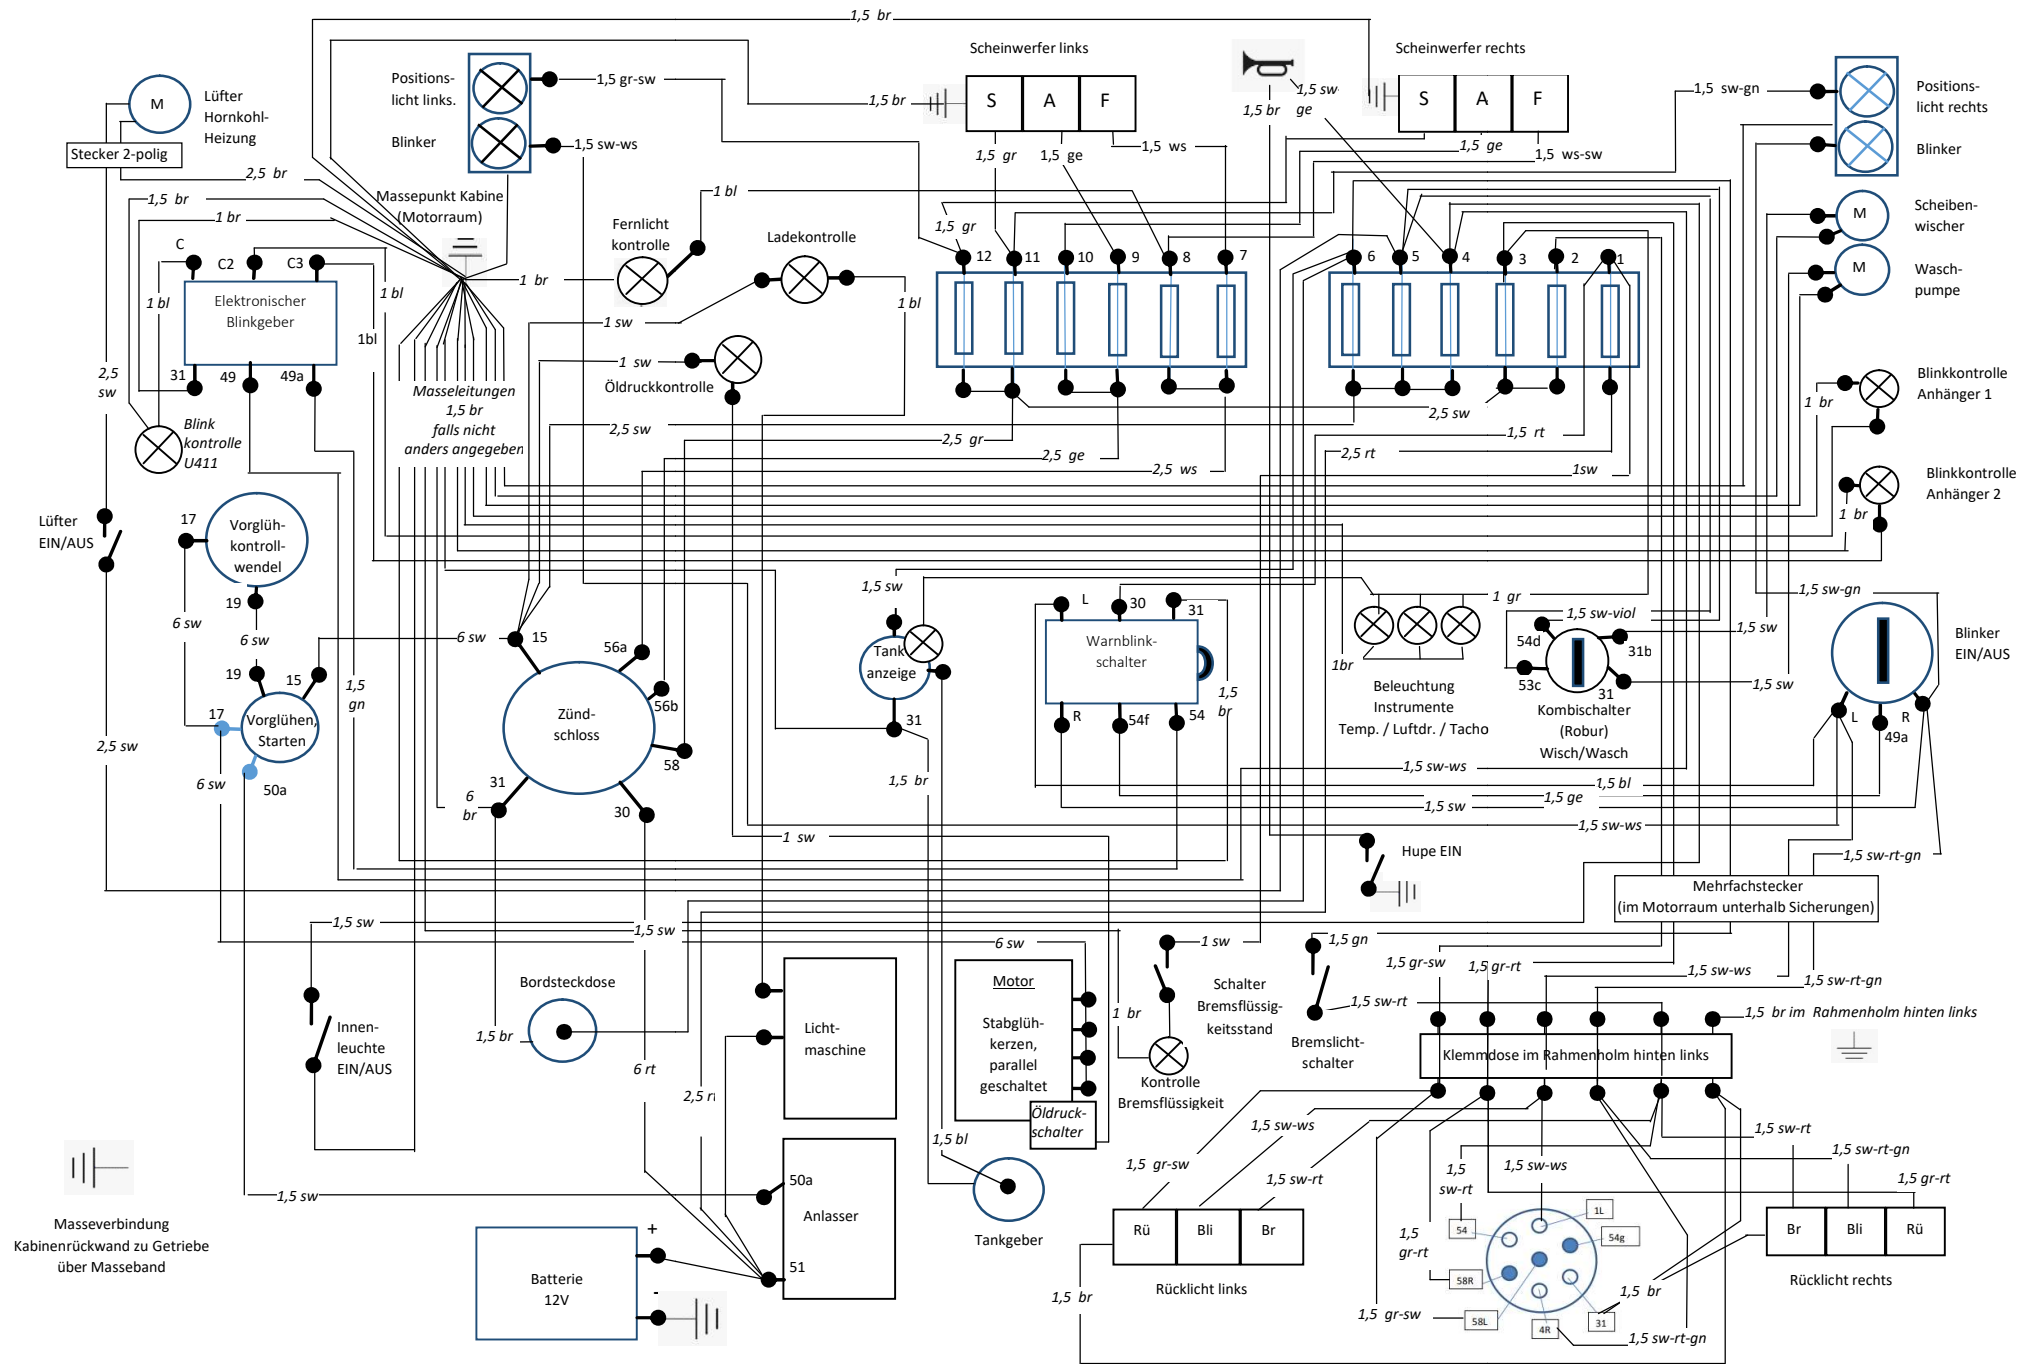 1,5 br
Scheinwerfer links
Scheinwerfer rechts
M
Lüfter
Hornkohl-
Heizung
Stecker 2-polig
Positions-
licht links.
Blinker
1,5 gr-sw
1,5 sw-ws
1,5 br
S
A
F
1,5 gr
1,5 ge
1,5 ws
1,5 br
1,5 sw-
ge
S
A
F
1,5 ge
1,5 ws-sw
1,5 sw-gn
Positions-
licht rechts
Blinker
2,5 br
1,5 br
1 br
Massepunkt Kabine
(Motorraum)
1 bl
Fernlicht
kontrolle
Ladekontrolle
1,5 gr
M
Scheiben-
wischer
M
Wasch-
pumpe
C
C2
C3
Elektronischer
Blinkgeber
1 bl
1 bl
1bl
31
49
49a
1 br
1 sw
1 bl
1 sw
Öldruckkontrolle
12
11
10
9
8
7
6
5
4
3
2
1
2,5
sw
Blink
kontrolle
U411
Masseleitungen
1,5 br
falls nicht
anders angegeben
2,5 sw
2,5 gr
2,5 ge
2,5 ws
2,5 sw
1,5 rt
2,5 rt
1sw
Blinkkontrolle
Anhänger 1
1 br
Blinkkontrolle
Anhänger 2
1 br
Lüfter
EIN/AUS
17
Vorglüh-
kontroll-
wendel
19
6 sw
6 sw
19
15
17
Vorglühen,
Starten
50a
6 sw
2,5 sw
1,5
gn
6 sw
15
56a
56b
Zünd-
schloss
58
31
30
6
br
1,5 sw
Tank
anzeige
31
1,5 br
L
30
31
Warnblink-
schalter
R
54f
54
1,5
br
1br
1 gr
Beleuchtung
Instrumente
Temp. / Luftdr. / Tacho
1,5 sw-viol
54d
31b
53c
31
1,5 sw
1,5 sw
Kombischalter
(Robur)
Wisch/Wasch
1,5 sw-gn
Blinker
EIN/AUS
L
R
49a
1,5 sw-ws
1,5 bl
1,5 ge
1,5 sw
1,5 sw-ws
1 sw
Hupe EIN
1,5 sw-rt-gn
Mehrfachstecker
(im Motorraum unterhalb Sicherungen)
1,5 sw
1,5 sw
6 sw
1 sw
1,5 gn
1,5 gr-sw
1,5 gr-rt
1,5 sw-ws
1,5 sw-rt-gn
Innen-
leuchte
EIN/AUS
Bordsteckdose
1,5 br
6 rt
2,5 rt
Licht-
maschine
Motor
Stabglüh-
kerzen,
parallel
geschaltet
Öldruck-
schalter
1 br
Schalter
Bremsflüssig-
keitsstand
Kontrolle
Bremsflüssigkeit
1,5 sw-rt
Bremslicht-
schalter
1,5 br im Rahmenholm hinten links
Klemmdose im Rahmenholm hinten links
1,5 bl
Tankgeber
1,5 sw
50a
Anlasser
51
+
-
Batterie
12V
Masseverbindung
Kabinenrückwand zu Getriebe
über Masseband
1,5 sw-ws
1,5 gr-sw
1,5 sw-rt
Rü
Bli
Br
Rücklicht links
1,5 br
1,5
sw-rt
1,5 sw-ws
1,5
gr-rt
1,5 gr-sw
54
1L
54g
58R
58L
4R
31
1,5 br
1,5 sw-rt-gn
1,5 sw-rt
1,5 sw-rt-gn
1,5 gr-rt
Br
Bli
Rü
Rücklicht rechts